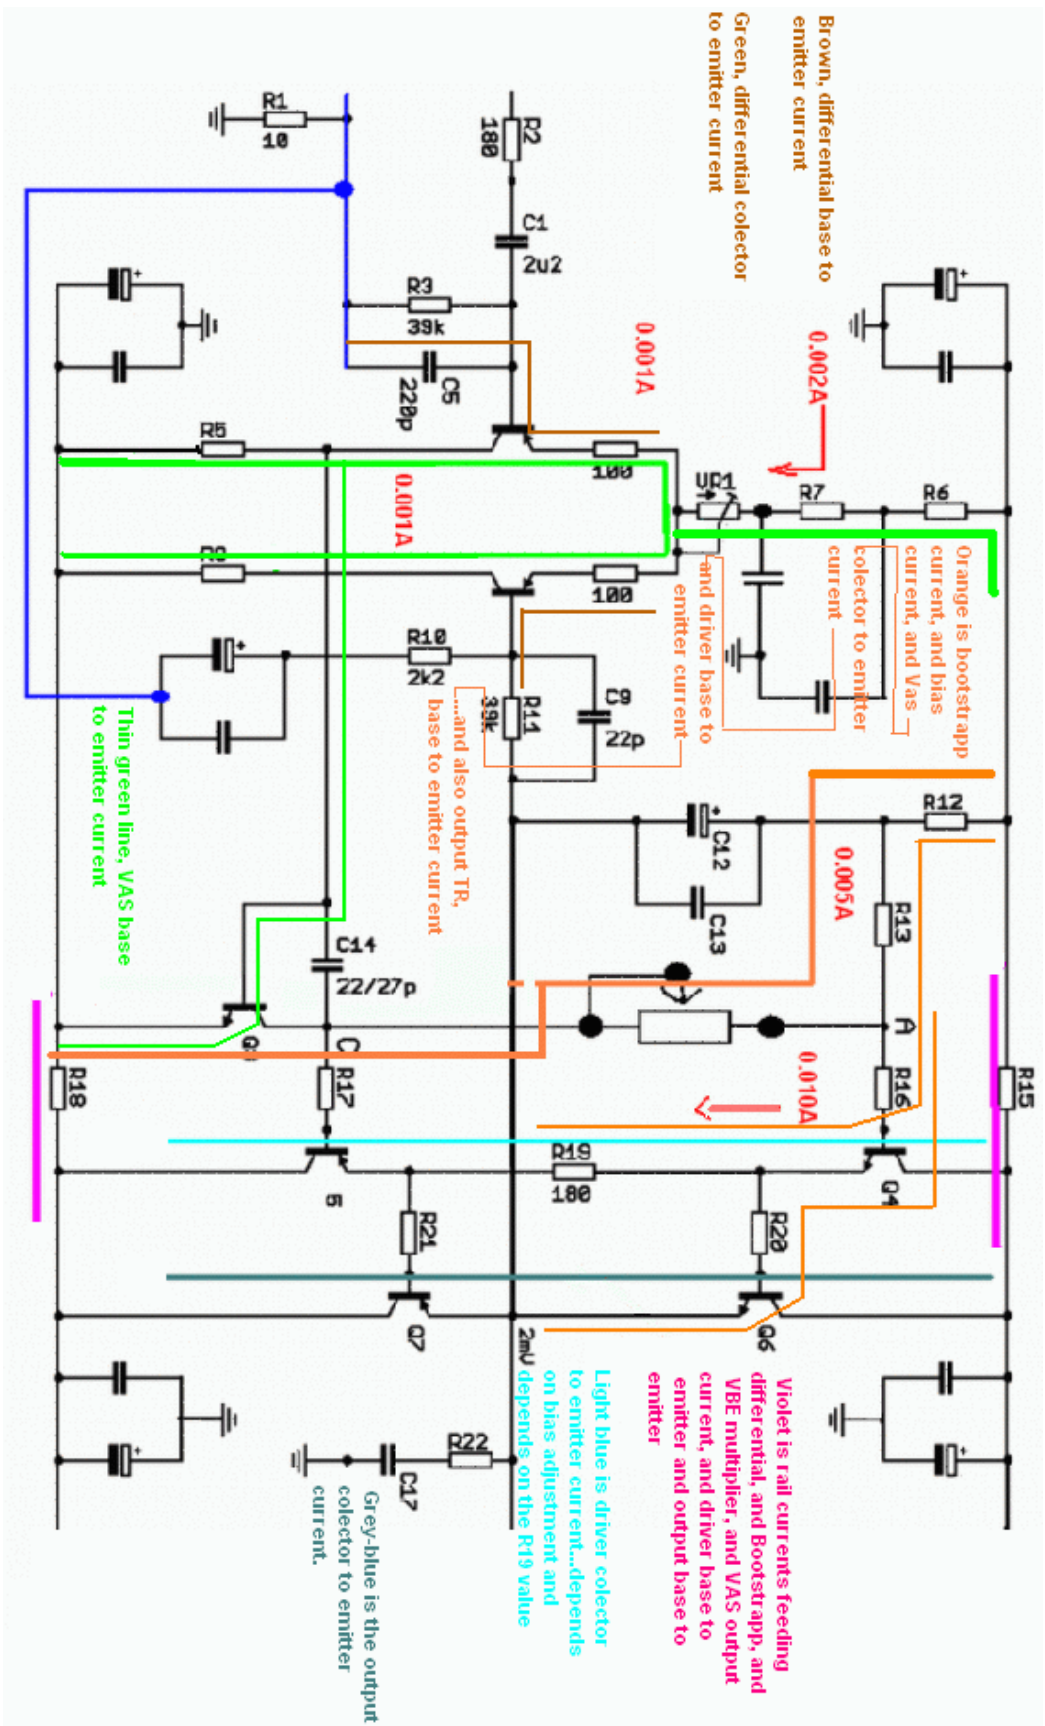 Brown, differential base to
emitter current
Green, differential colector
to emitter current
R1
10
R2
180
C1
2u2
R3
39k
C5
220p
0.001A
0.002A
R5
100
VR1
R7
R6
0.001A
100
R10
2k2
R11
39k
C9
22p
Orange is bootstrapp
current, and bias
current, and Vas
colector to emitter
current
and driver base to
emitter current
....and also output TR,
base to emitter current
Thin green line, VAS base
to emitter current
R12
C12
C13
0.005A
R13
C14
22/27p
A
C
0.010A
R18
R17
R16
R15
R19
180
5
Q4
R21
R20
Q7
Q6
2mV
Violet is rail currents feeding
differential, and Bootstrapp, and
VBE multiplier, and VAS output
current, and driver base to
emitter and output base to
emitter
Light blue is driver colector
to emitter current...depends
on bias adjustment and
depends on the R19 value
R22
C17
Grey-blue is the output
colector to emitter
current.